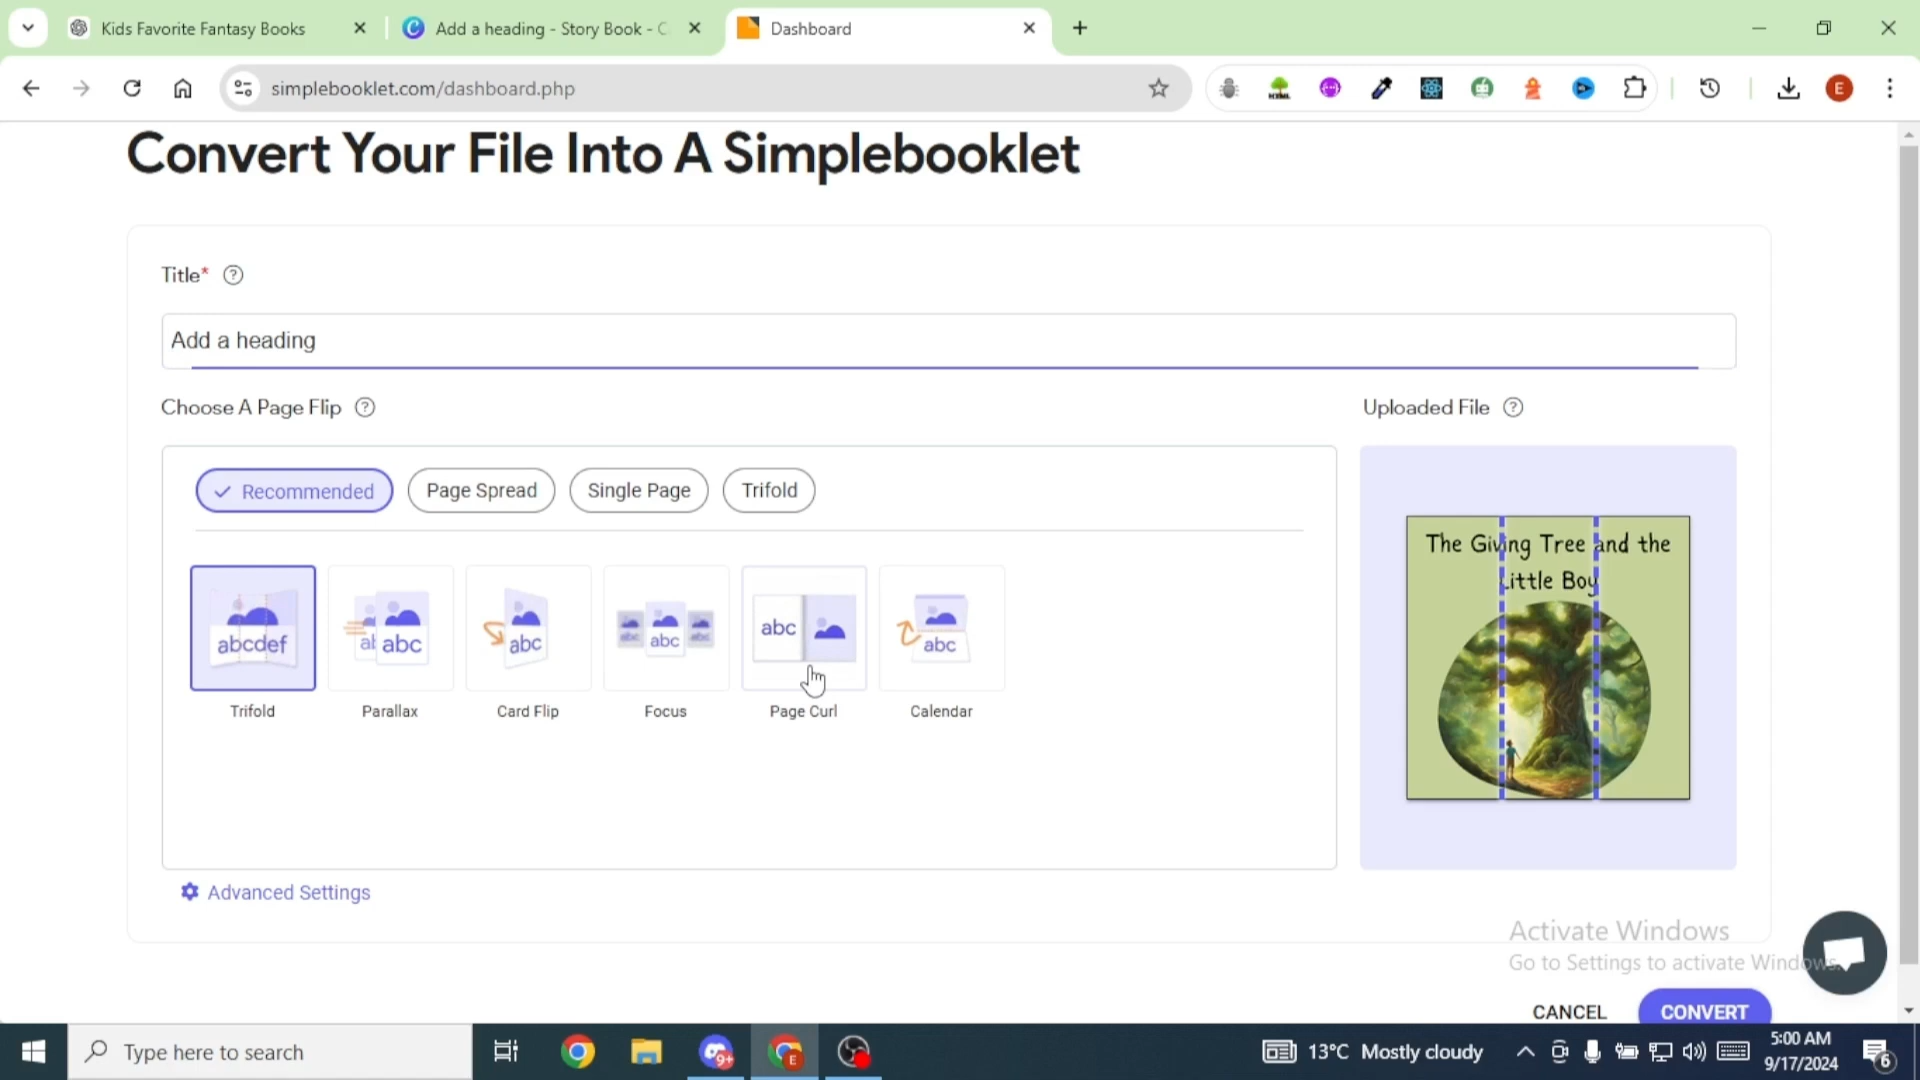 Kids Favorite Fantasy Books
Add a heading - Story Book - C
Dashboard
simplebooklet.com/dashboard.php
HTML
E
Convert Your File Into A Simplebooklet
Title* ?
Add a heading
Choose A Page Flip ?
Uploaded File ?
Recommended
Page Spread
Single Page
Trifold
abcdef
abc
abc
abc
abc
abc
Trifold
Parallax
Card Flip
Focus
Page Curl
Calendar
The Giving Tree and the
Little Boy
Advanced Settings
Activate Windows
Go to Settings to activate Windows.
CANCEL
CONVERT
Type here to search
9+
E
13°C Mostly cloudy
5:00 AM
9/17/2024
6